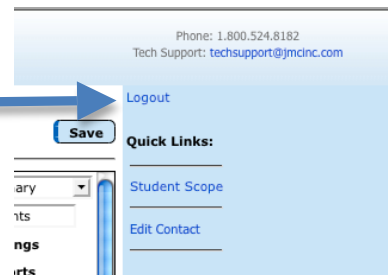 Phone: 1.800.524.8182
Tech Support: techsupport@jmcinc.com
Logout
Save
Quick Links:
Student Scope
Edit Contact